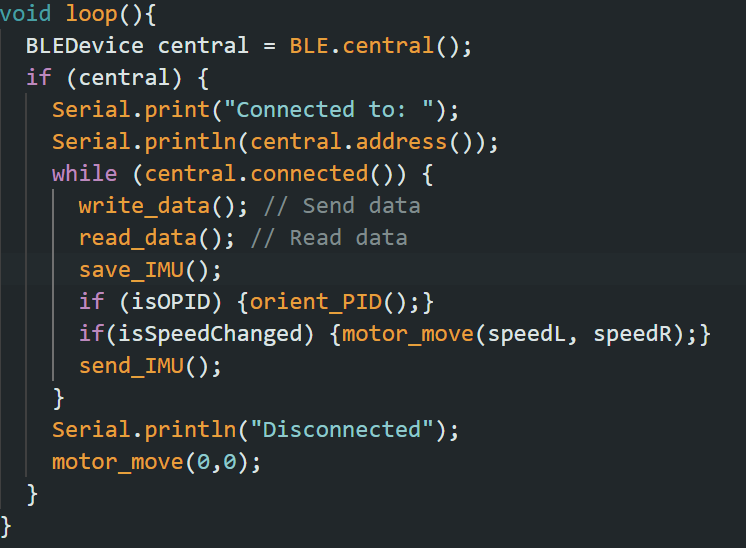 void loop(){
  BLEDevice central = BLE.central();
  if (central) {
    Serial.print("Connected to: ");
    Serial.println(central.address());
    while (central.connected()) {
      write_data(); // Send data
      read_data(); // Read data
      save_IMU();
      if (isOPID) {orient_PID();}
      if(isSpeedChanged) {motor_move(speedL, speedR);}
      send_IMU();
    }
    Serial.println("Disconnected");
    motor_move(0,0);
  }
}